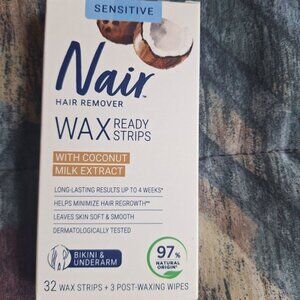 SENSITIVE
Nair™
HAIR REMOVER
WAX READY
STRIPS
WITH COCONUT
MILK EXTRACT
LONG-LASTING RESULTS UP TO 4 WEEKS*
HELPS MINIMIZE HAIR REGROWTH**
LEAVES SKIN SOFT & SMOOTH
DERMATOLOGICALLY TESTED
BIKINI &
UNDERARM
97%
NATURAL
ORIGIN
32 WAX STRIPS + 3 POST-WAXING WIPES